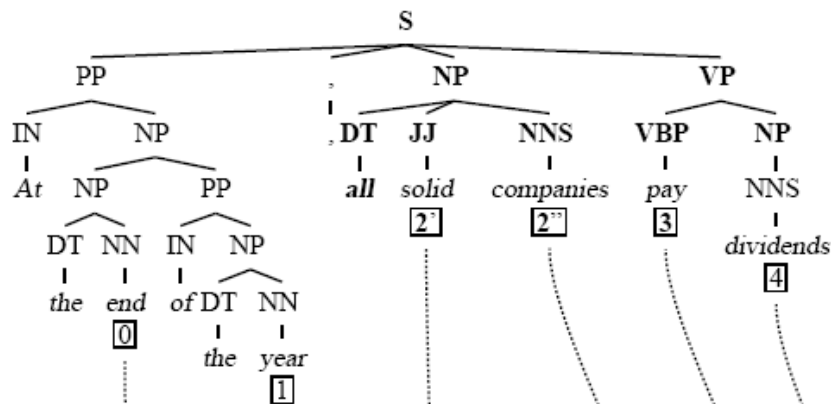 S
PP , NP VP
IN NP , DT JJ NNS VBP NP
At NP PP all solid companies pay NNS
2' 2'' 3
DT NN IN NP dividends
the end of DT NN 4
0
the year
1